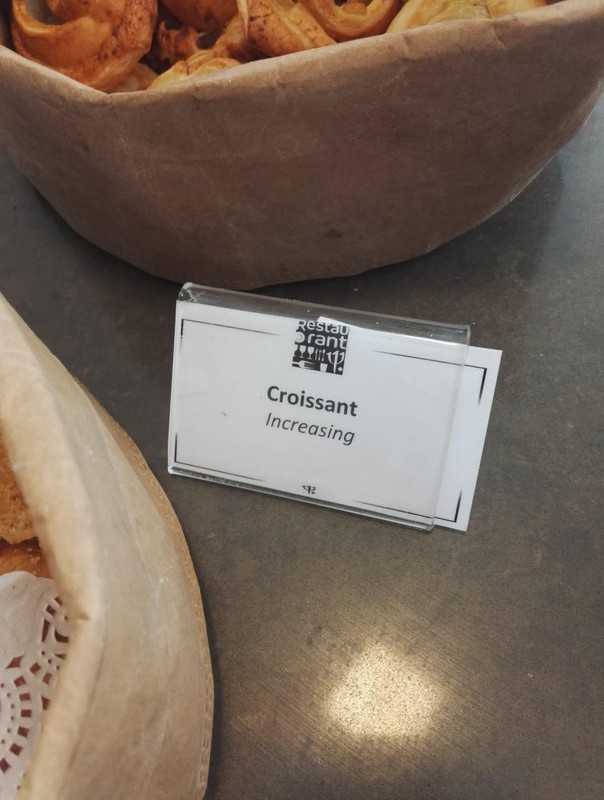 Restau
rant
Croissant
Increasing